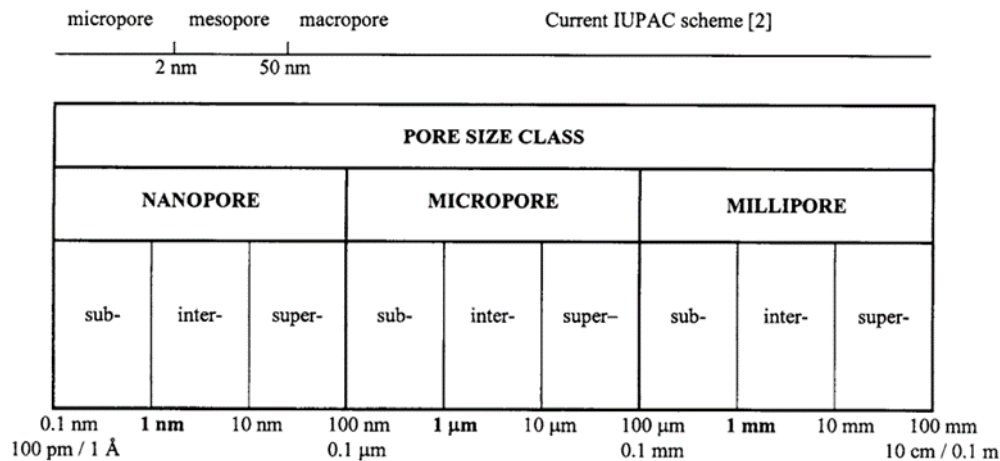 micropore mesopore macropore Current IUPAC scheme [2]
2 nm 50 nm
PORE SIZE CLASS
NANOPORE MICROPORE MILLIPORE
sub- inter- super- sub- inter- super– sub- inter- super-
0.1 nm 1 nm 10 nm 100 nm 1 μm 10 μm 100 μm 1 mm 10 mm 100 mm
100 pm / 1 Å 0.1 μm 0.1 mm 10 cm / 0.1 m